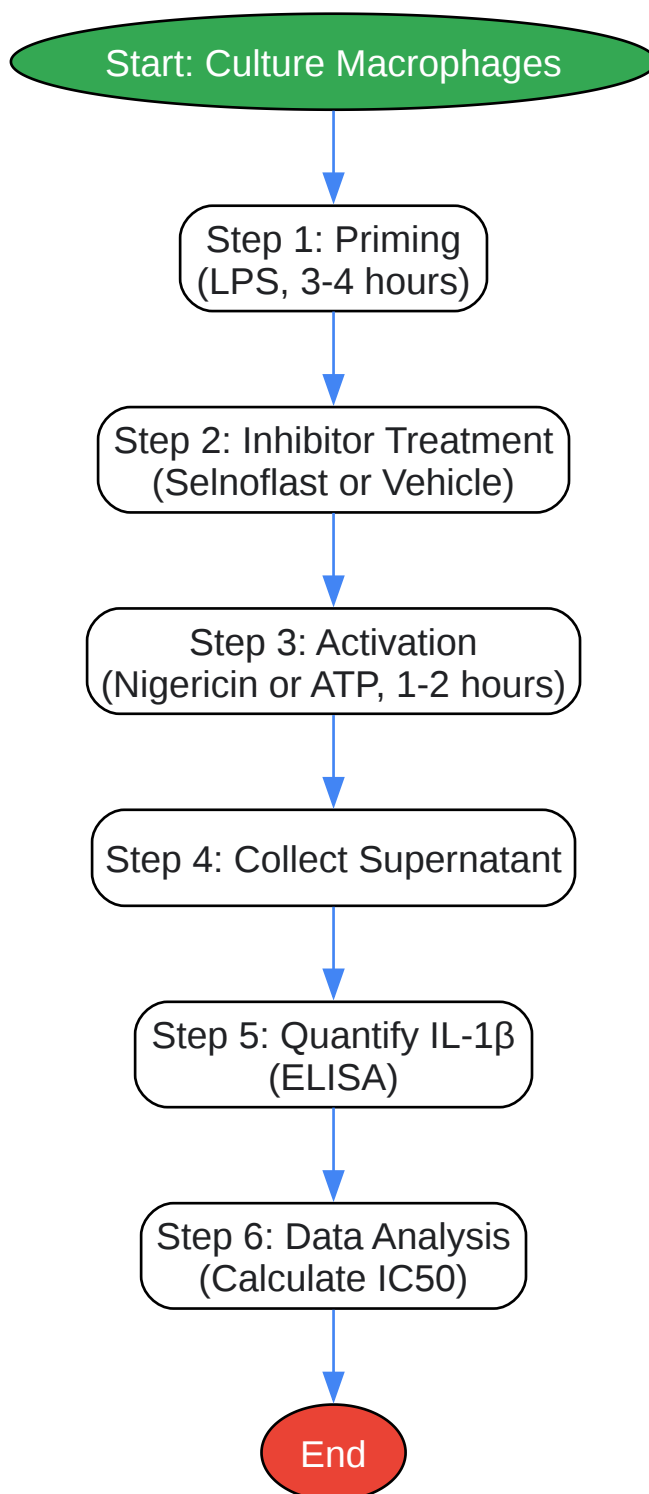 Start: Culture Macrophages
Step 1: Priming
(LPS, 3-4 hours)
Step 2: Inhibitor Treatment
(Selnoflast or Vehicle)
Step 3: Activation
(Nigericin or ATP, 1-2 hours)
Step 4: Collect Supernatant
Step 5: Quantify IL-1β
(ELISA)
Step 6: Data Analysis
(Calculate IC50)
End